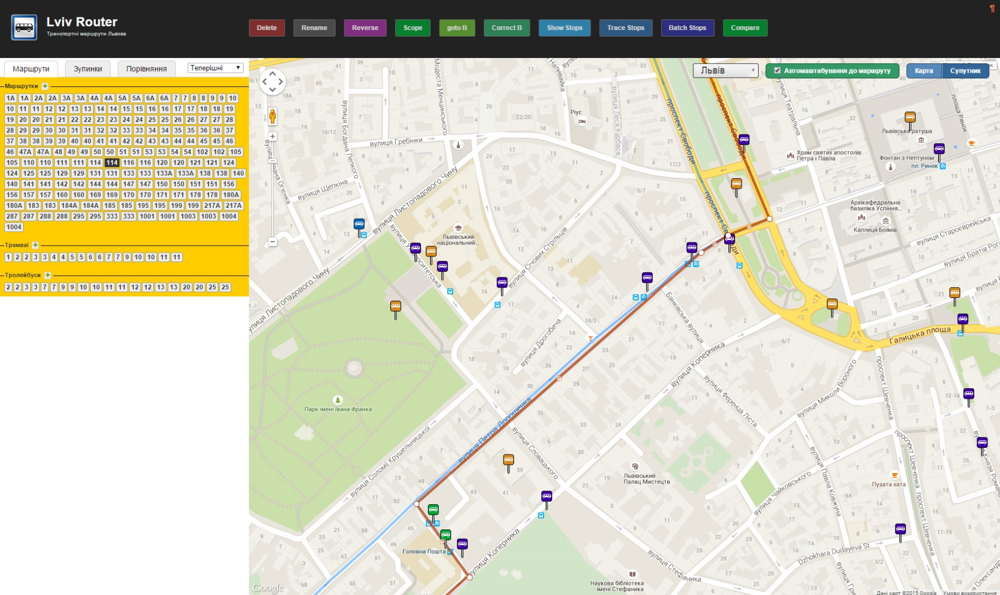 ¶
Lviv Router
Транспортні маршрути Львова
Delete Rename Reverse Scope goto B Correct B Show Stops Trace Stops Batch Stops Compare
Маршрути Зупинки Порівняння Теперішні
Львів Автомаштабування до маршруту Карта Супутник
Маршрутки
1A 1A 2A 2A 3A 3A 4A 4A 5A 5A 6A 6A 7 7 8 8 9 9 10
10 11 11 12 12 13 13 14 14 15 15 16 16 17 17 18 18 19
19 20 20 21 21 22 22 23 23 24 24 25 25 26 26 27 27 28
28 29 29 30 30 31 31 32 32 33 33 34 34 35 35 36 36 37
37 38 38 39 39 40 40 41 41 42 42 43 43 44 44 45 45 46
46 47A 47A 48 49 49 50 50 51 51 53 53 54 54 102 102 105
105 110 110 111 111 114 114 116 116 120 120 121 121 124
124 125 125 129 129 131 131 133 133 133A 133A 138 138 140
140 141 141 142 142 144 144 147 147 150 150 151 151 156
156 157 157 160 160 169 169 170 170 171 171 178 178 180A
180A 183 183 184A 184A 185 185 195 195 199 199 217A 217A
287 287 288 288 295 295 333 333 1001 1001 1003 1003 1004
1004
Трамваї
1 2 2 3 3 4 4 5 5 6 6 7 7 9 10 10 11 11
Тролейбуси
2 2 3 3 7 7 9 9 10 10 11 11 12 12 13 13 20 20 25 25
Модеста Менцинського
вулиця Богдана Лепкого
вулиця Гребінки
вулиця Щепкіна
вулиця Листопадового Чину
вулиця Леся Курбаса
Ріус
проспект Свободи
проспект Свободи
вулиця Театральна
площа Ринок
Львівська ратуша
Храм святих апостолів
Петра і Павла
Фонтан з Нептуном
пл. Ринок
Архікафедральна
базиліка Успіння...
Каплиця Боїмів
вулиця Староєврейська
вулиця Братів
Львівський
національний...
вулиця Січових Стрільців
вулиця Дрогобича
Банківська вулиця
вулиця Коперника
Галицька площа
проспект Шевченка
вулиця Миколи Вороного
вулиця Ференца Ліста
Парк імені Івана Франка
вулиця Петра Дорошенка
вулиця Соломії Крушельницької
вулиця Словацького
Львівський
Палац Мистецтв
вулиця Чайковського
вулиця Павла Ковжуна
Пузата хата
проспект Шевченка
Головна Пошта
вулиця Коперника
вулиця Стефаника
Dzhokhara Dudayeva St
Наукова бібліотека
імені Стефаника
Google
Дані карт ©2015 Google Умови використання